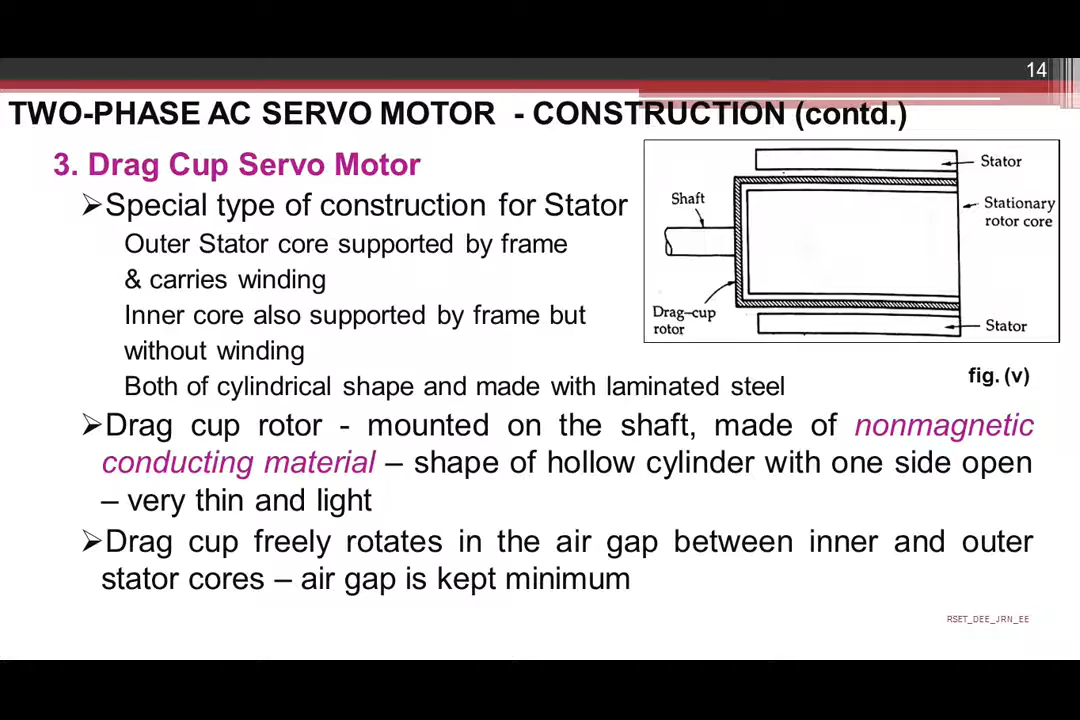 14
TWO-PHASE AC SERVO MOTOR - CONSTRUCTION (contd.)
3. Drag Cup Servo Motor
➢Special type of construction for Stator
Outer Stator core supported by frame
& carries winding
Inner core also supported by frame but
without winding
Both of cylindrical shape and made with laminated steel
Stator
Shaft
Stationary
rotor core
Drag-cup
rotor
Stator
fig. (v)
➢Drag cup rotor - mounted on the shaft, made of nonmagnetic
conducting material – shape of hollow cylinder with one side open
– very thin and light
➢Drag cup freely rotates in the air gap between inner and outer
stator cores – air gap is kept minimum
RSET_DEE_JRN_EE